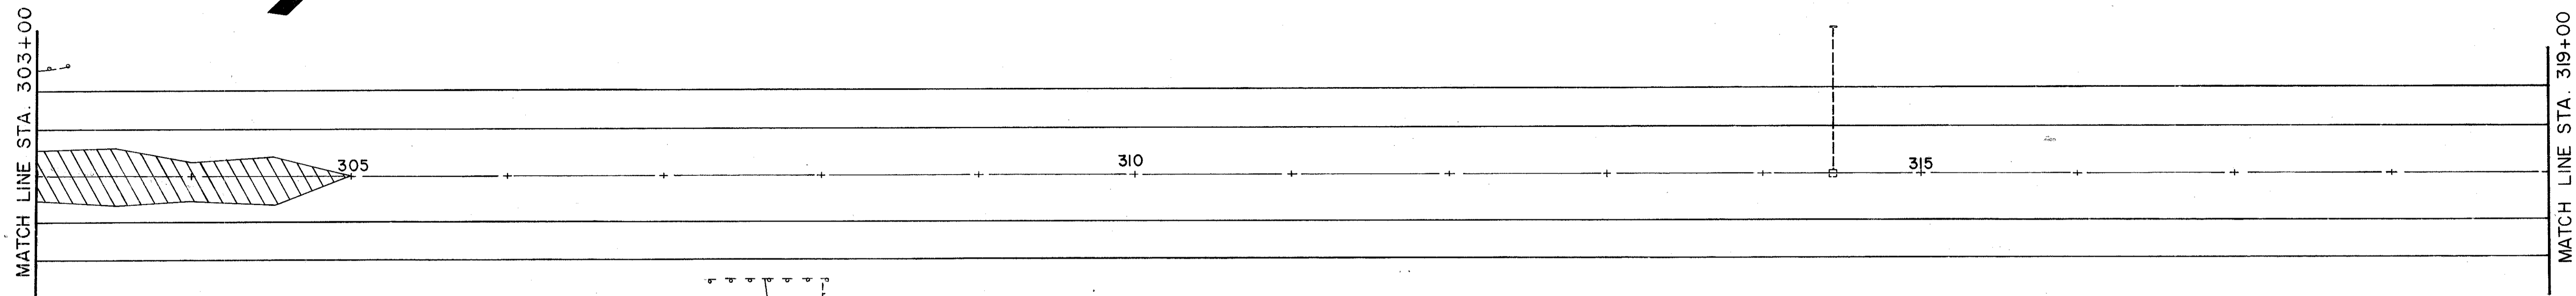 MATCH LINE STA. 303+00
305
310
315
MATCH LINE STA. 319+00